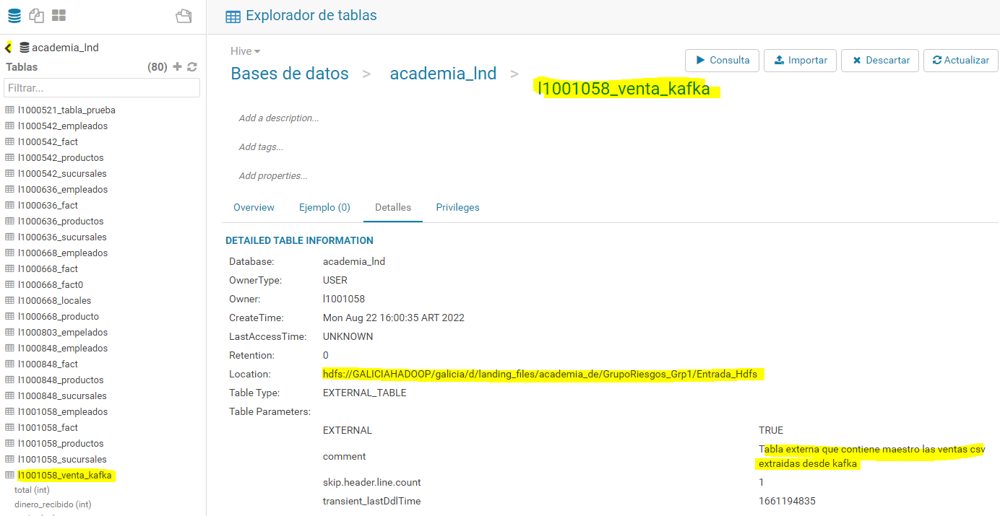 academia_lnd
Tablas (80)
Filtrar...
l1000521_tabla_prueba
l1000542_empleados
l1000542_fact
l1000542_productos
l1000542_sucursales
l1000636_empleados
l1000636_fact
l1000636_productos
l1000636_sucursales
l1000668_empleados
l1000668_fact
l1000668_fact0
l1000668_locales
l1000668_producto
l1000803_empelados
l1000848_empleados
l1000848_fact
l1000848_productos
l1000848_sucursales
l1001058_empleados
l1001058_fact
l1001058_productos
l1001058_sucursales
l1001058_venta_kafka
total (int)
dinero_recibido (int)
Explorador de tablas
Hive
Consulta Importar Descartar Actualizar
Bases de datos > academia_lnd > l1001058_venta_kafka
Add a description...
Add tags...
Add properties...
Overview Ejemplo (0) Detalles Privileges
DETAILED TABLE INFORMATION
Database: academia_lnd
OwnerType: USER
Owner: l1001058
CreateTime: Mon Aug 22 16:00:35 ART 2022
LastAccessTime: UNKNOWN
Retention: 0
Location: hdfs://GALICIAHADOOP/galicia/d/landing_files/academia_de/GrupoRiesgos_Grp1/Entrada_Hdfs
Table Type: EXTERNAL_TABLE
Table Parameters:
EXTERNAL TRUE
comment Tabla externa que contiene maestro las ventas csv
extraidas desde kafka
skip.header.line.count 1
transient_lastDdlTime 1661194835